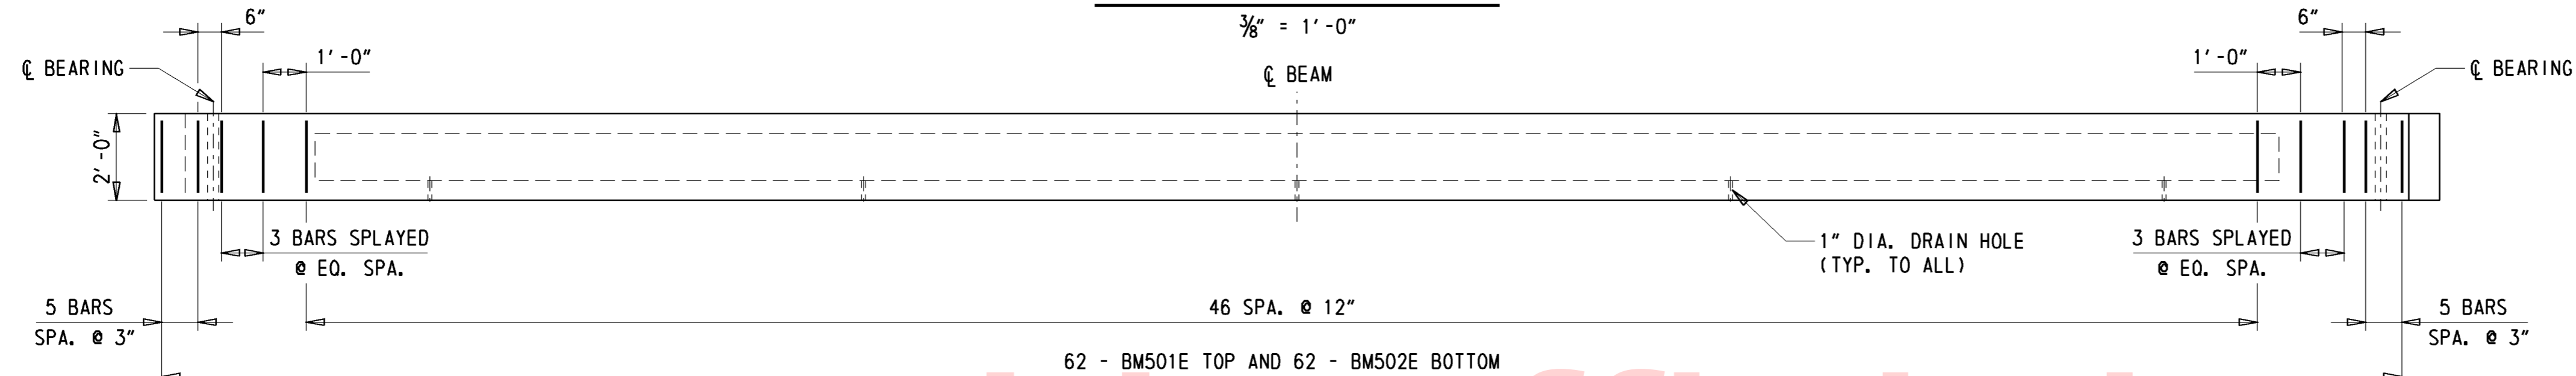 3/8" = 1'-0"
6" 6"
1'-0" 1'-0"
℄ BEARING ℄ BEAM ℄ BEARING
2'-0"
3 BARS SPLAYED
@ EQ. SPA.
1" DIA. DRAIN HOLE
(TYP. TO ALL)
3 BARS SPLAYED
@ EQ. SPA.
5 BARS
SPA. @ 3"
46 SPA. @ 12"
5 BARS
SPA. @ 3"
62 - BM501E TOP AND 62 - BM502E BOTTOM